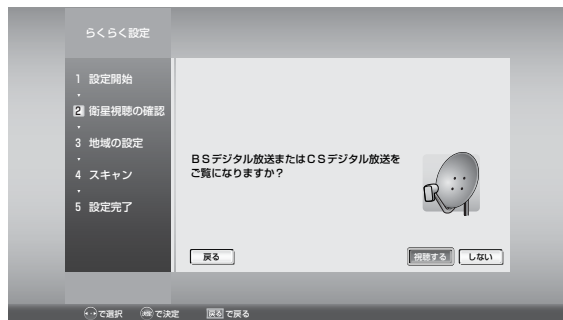 らくらく設定
1 設定開始
2 衛星視聴の確認
3 地域の設定
4 スキャン
5 設定完了
BSデジタル放送またはCSデジタル放送を
ご覧になりますか?
戻る 視聴する しない
で選択 決定 で決定 戻る で戻る